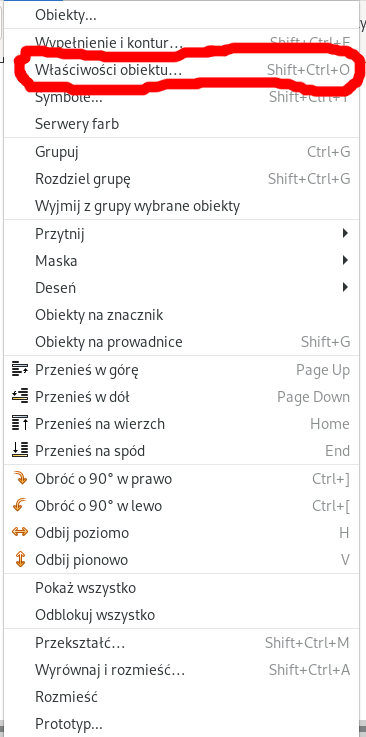 Obiekty...
Wypełnienie i kontur... Shift+Ctrl+F
Właściwości obiektu... Shift+Ctrl+O
Symbole... Shift+Ctrl+Y
Serwery farb
Grupuj Ctrl+G
Rozdziel grupę Shift+Ctrl+G
Wyjmij z grupy wybrane obiekty
Przytnij
Maska
Deseń
Obiekty na znacznik
Obiekty na prowadnice Shift+G
Przenieś w górę Page Up
Przenieś w dół Page Down
Przenieś na wierzch Home
Przenieś na spód End
Obróć o 90° w prawo Ctrl+]
Obróć o 90° w lewo Ctrl+[
Odbij poziomo H
Odbij pionowo V
Pokaż wszystko
Odblokuj wszystko
Przekształć... Shift+Ctrl+M
Wyrównaj i rozmieść... Shift+Ctrl+A
Rozmieść
Prototyp...